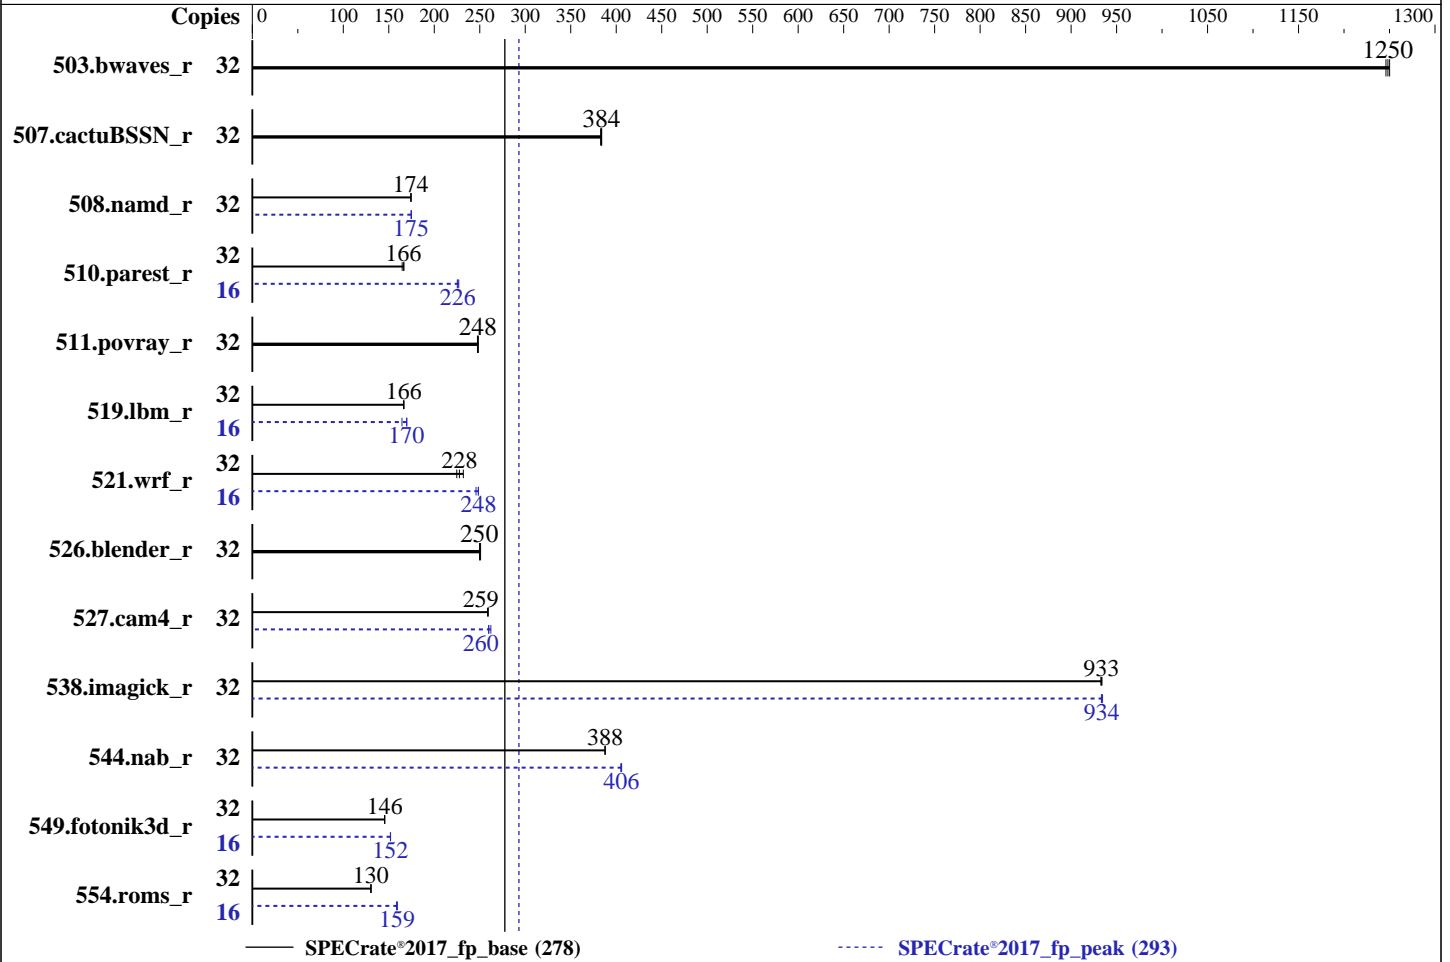 Copies 0 100 150 200 250 300 350 400 450 500 550 600 650 700 750 800 850 900 950 1050 1150 1300
503.bwaves_r 32 1250
507.cactuBSSN_r 32 384
508.namd_r 32 174
175
510.parest_r 32 166
16 226
511.povray_r 32 248
519.lbm_r 32 166
16 170
521.wrf_r 32 228
16 248
526.blender_r 32 250
527.cam4_r 32 259
260
538.imagick_r 32 933
934
544.nab_r 32 388
406
549.fotonik3d_r 32 146
16 152
554.roms_r 32 130
16 159
SPECrate®2017_fp_base (278) SPECrate®2017_fp_peak (293)